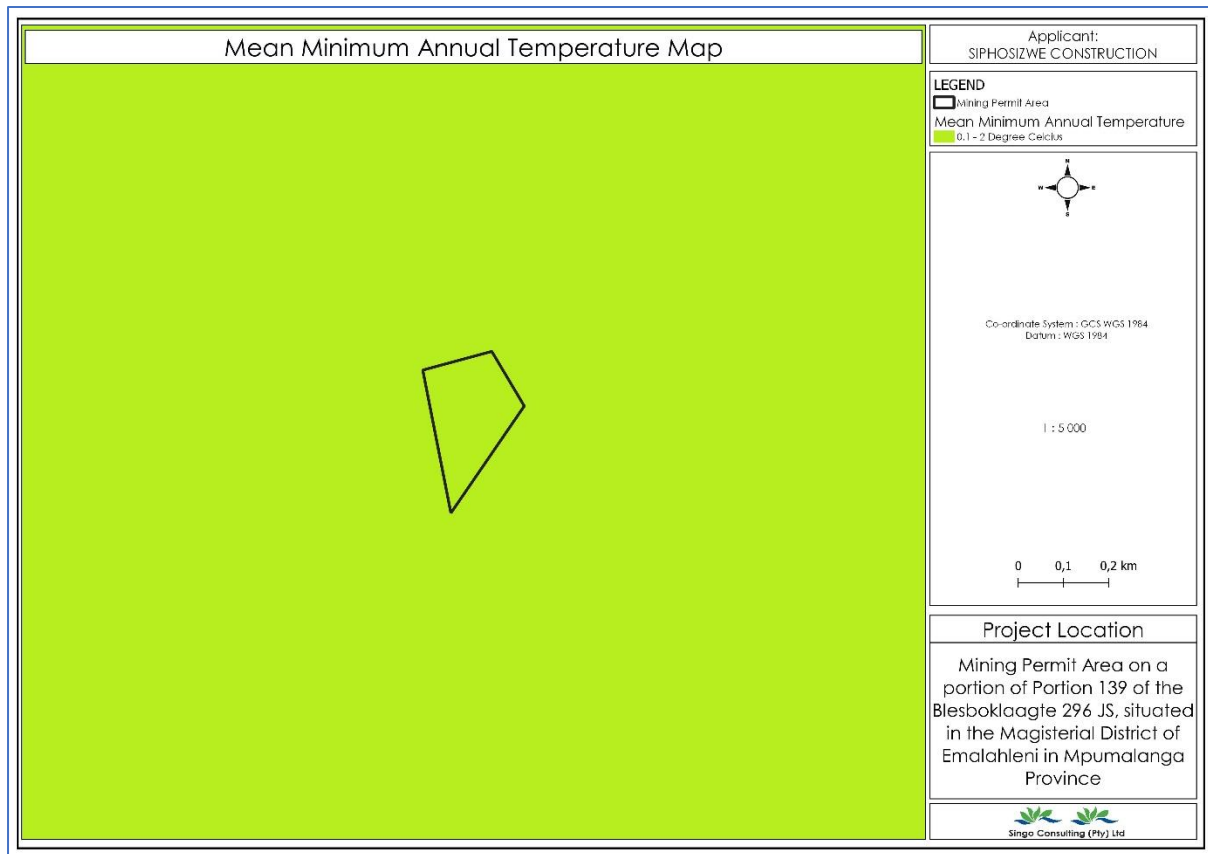 Mean Minimum Annual Temperature Map
Applicant:
SIPHOSIZWE CONSTRUCTION
LEGEND
Mining Permit Area
Mean Minimum Annual Temperature
0.1 - 2 Degree Celcius
N
W
E
S
Co-ordinate System : GCS WGS 1984
Datum : WGS 1984
1 : 5 000
0 0,1 0,2 km
Project Location
Mining Permit Area on a
portion of Portion 139 of the
Blesboklaagte 296 JS, situated
in the Magisterial District of
Emalahleni in Mpumalanga
Province
Singo Consulting (Pty) Ltd